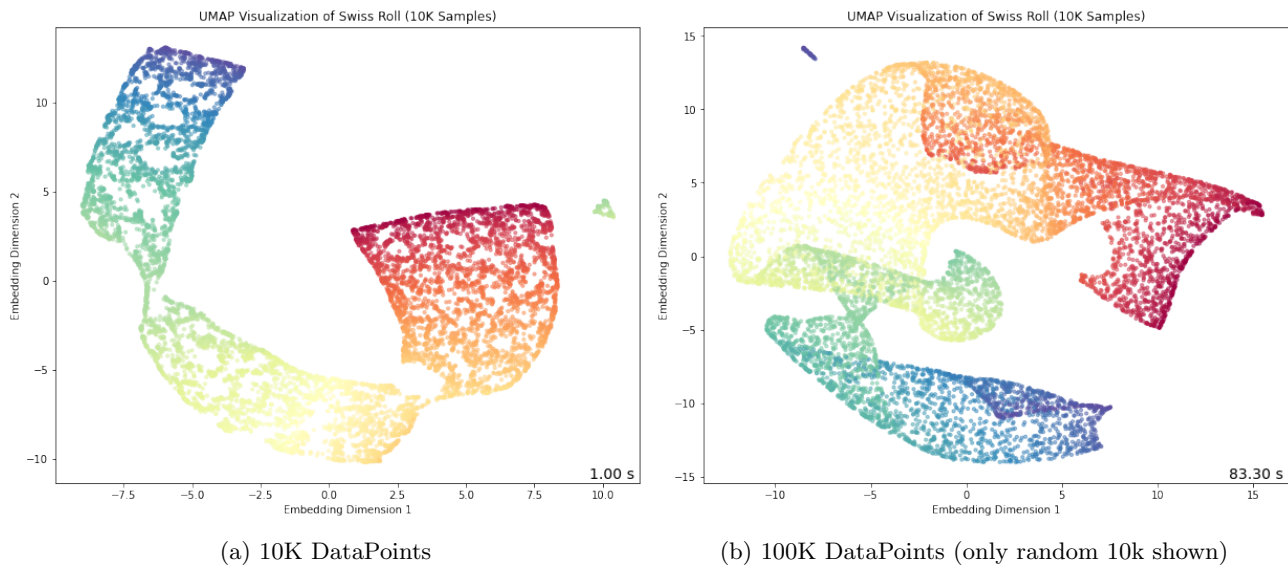 UMAP Visualization of Swiss Roll (10K Samples)
Embedding Dimension 2
10
5
0
−5
−10
−7.5
−5.0
−2.5
0.0
2.5
5.0
7.5
10.0
1.00 s
Embedding Dimension 1
(a) 10K DataPoints
UMAP Visualization of Swiss Roll (10K Samples)
Embedding Dimension 2
15
10
5
0
−5
−10
−15
−10
−5
0
5
10
15
83.30 s
Embedding Dimension 1
(b) 100K DataPoints (only random 10k shown)